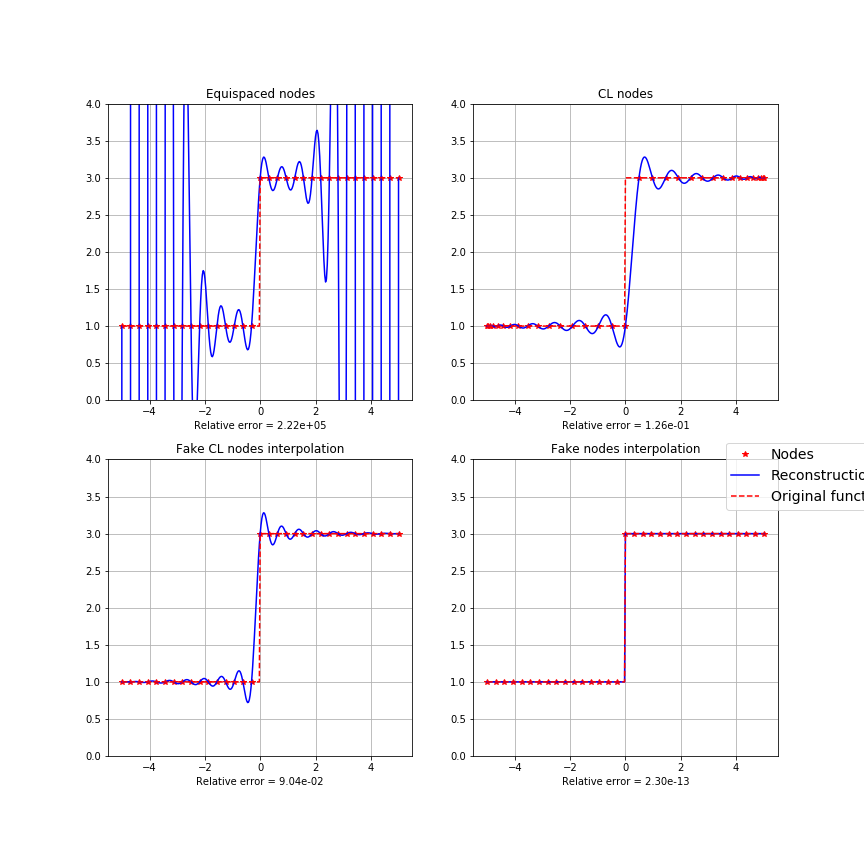 Equispaced nodes
4.0
3.5
3.0
2.5
2.0
1.5
1.0
0.5
0.0
−4 −2 0 2 4
Relative error = 2.22e+05
CL nodes
4.0
3.5
3.0
2.5
2.0
1.5
1.0
0.5
0.0
−4 −2 0 2 4
Relative error = 1.26e-01
Fake CL nodes interpolation
4.0
3.5
3.0
2.5
2.0
1.5
1.0
0.5
0.0
−4 −2 0 2 4
Relative error = 9.04e-02
Fake nodes interpolation
4.0
3.5
3.0
2.5
2.0
1.5
1.0
0.5
0.0
−4 −2 0 2 4
Relative error = 2.30e-13
Nodes
Reconstructio
Original funct